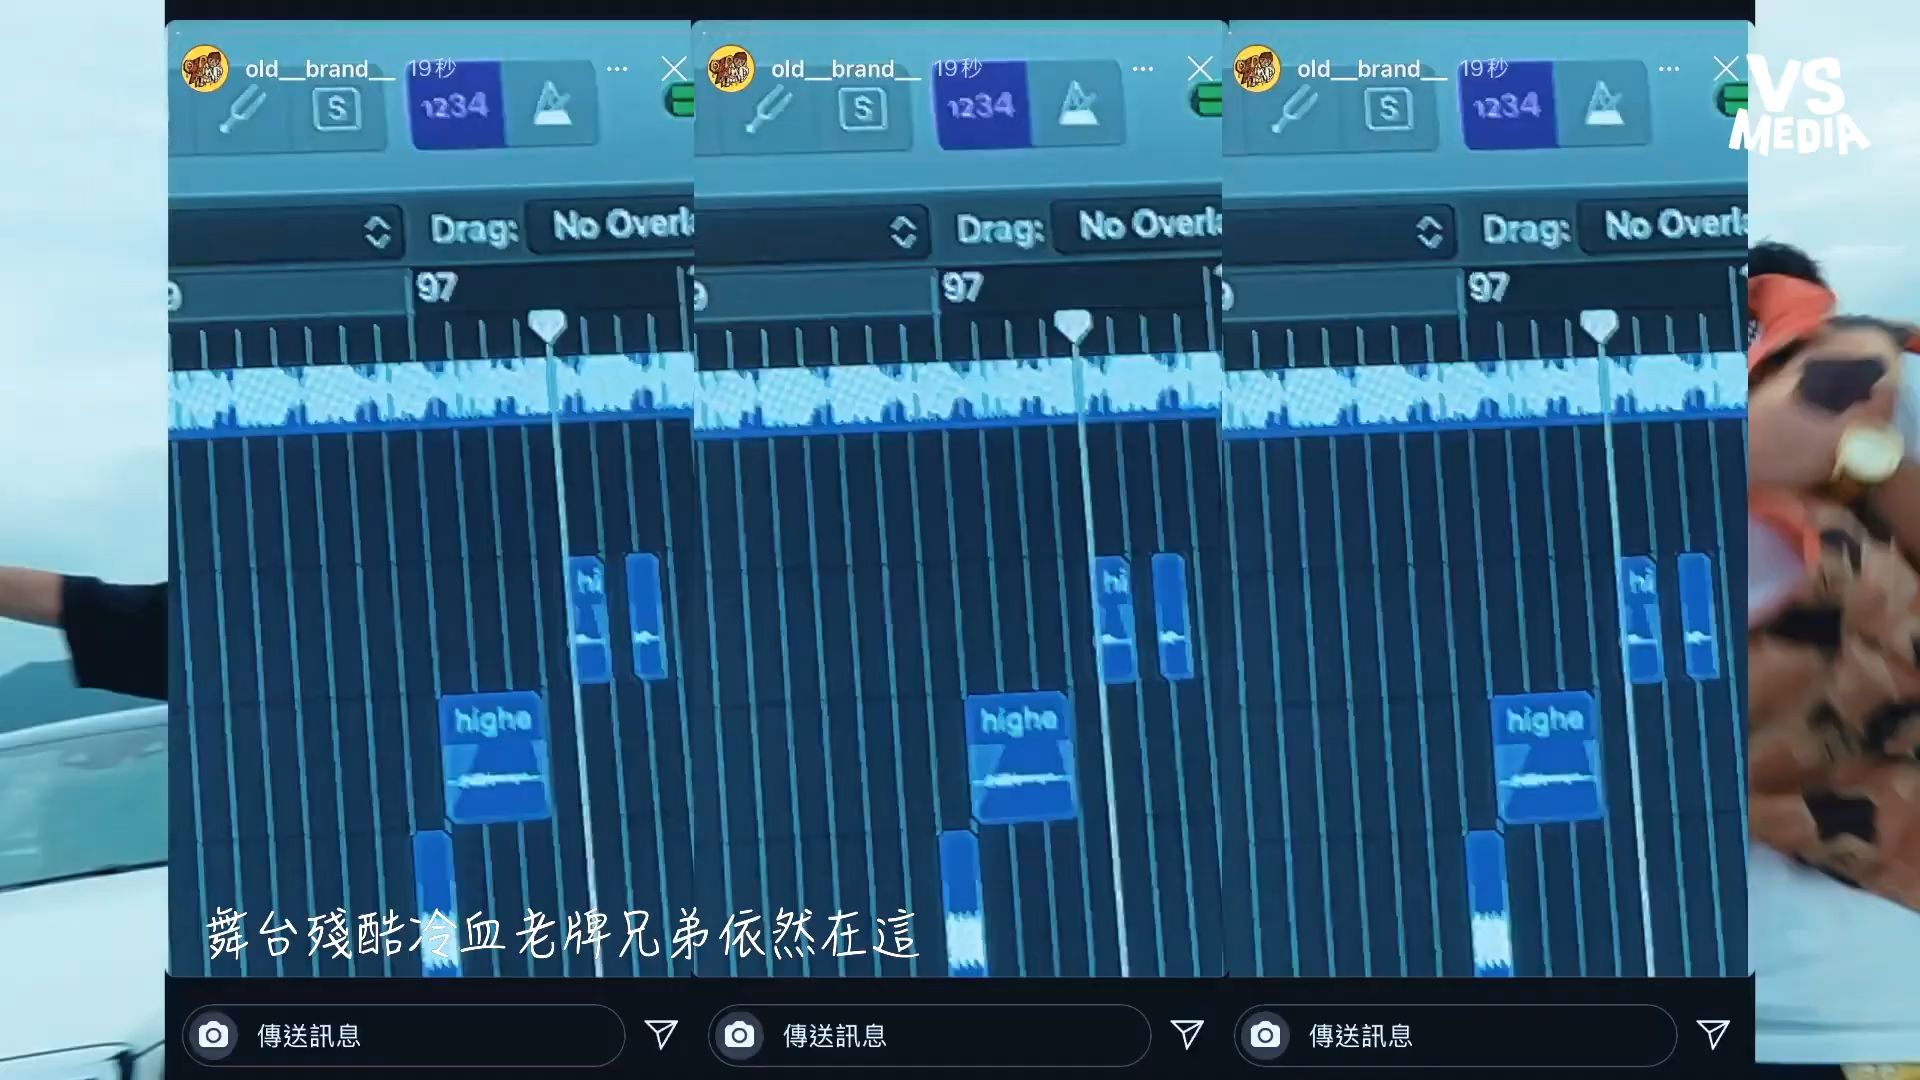 old__brand__ 19秒
S 1234
Drag: No Overla
97
hi
highe
傳送訊息
old__brand__ 19秒
S 1234
Drag: No Overla
97
hi
highe
傳送訊息
old__brand__ 19秒
S 1234
Drag: No Overla
97
hi
highe
傳送訊息
VS
MEDIA
舞台殘酷冷血老牌兄弟依然在這